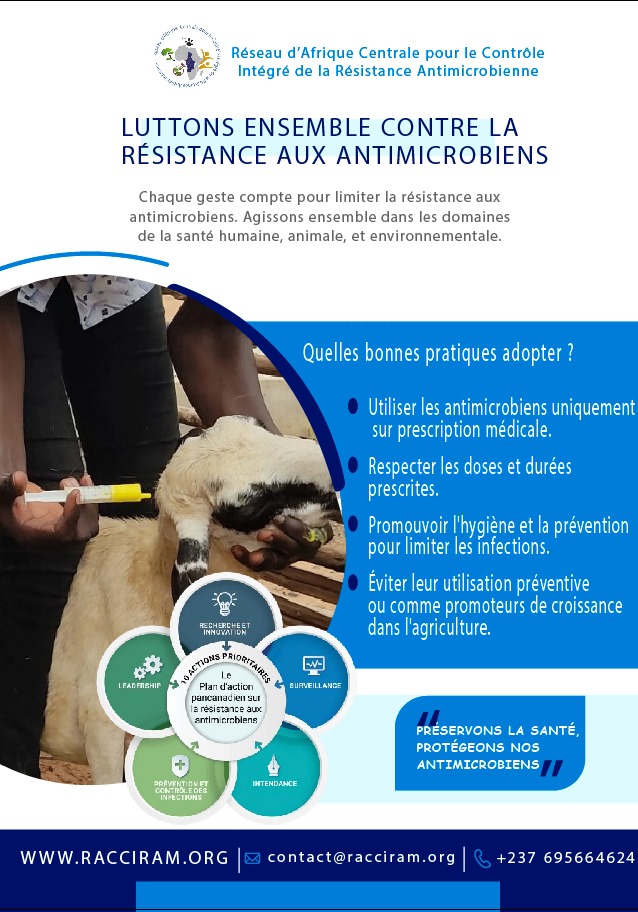 Réseau d'Afrique Centrale pour le Contrôle
Intégré de la Résistance Antimicrobienne
LUTTONS ENSEMBLE CONTRE LA
RÉSISTANCE AUX ANTIMICROBIENS
Chaque geste compte pour limiter la résistance aux
antimicrobiens. Agissons ensemble dans les domaines
de la santé humaine, animale, et environnementale.
Quelles bonnes pratiques adopter ?
Utiliser les antimicrobiens uniquement
sur prescription médicale.
Respecter les doses et durées
prescrites.
Promouvoir l'hygiène et la prévention
pour limiter les infections.
Éviter leur utilisation préventive
ou comme promoteurs de croissance
dans l'agriculture.
RECHERCHE ET
INNOVATION
LEADERSHIP
10 ACTIONS PRIORITAIRES
Le
Plan d'action
pancanadien sur
la résistance aux
antimicrobiens
SURVEILLANCE
PRÉVENTION ET
CONTRÔLE DES
INFECTIONS
INTENDANCE
"PRÉSERVONS LA SANTÉ,
PROTÉGEONS NOS
ANTIMICROBIENS"
WWW.RACCIRAM.ORG | contact@racciram.org | +237 695664624